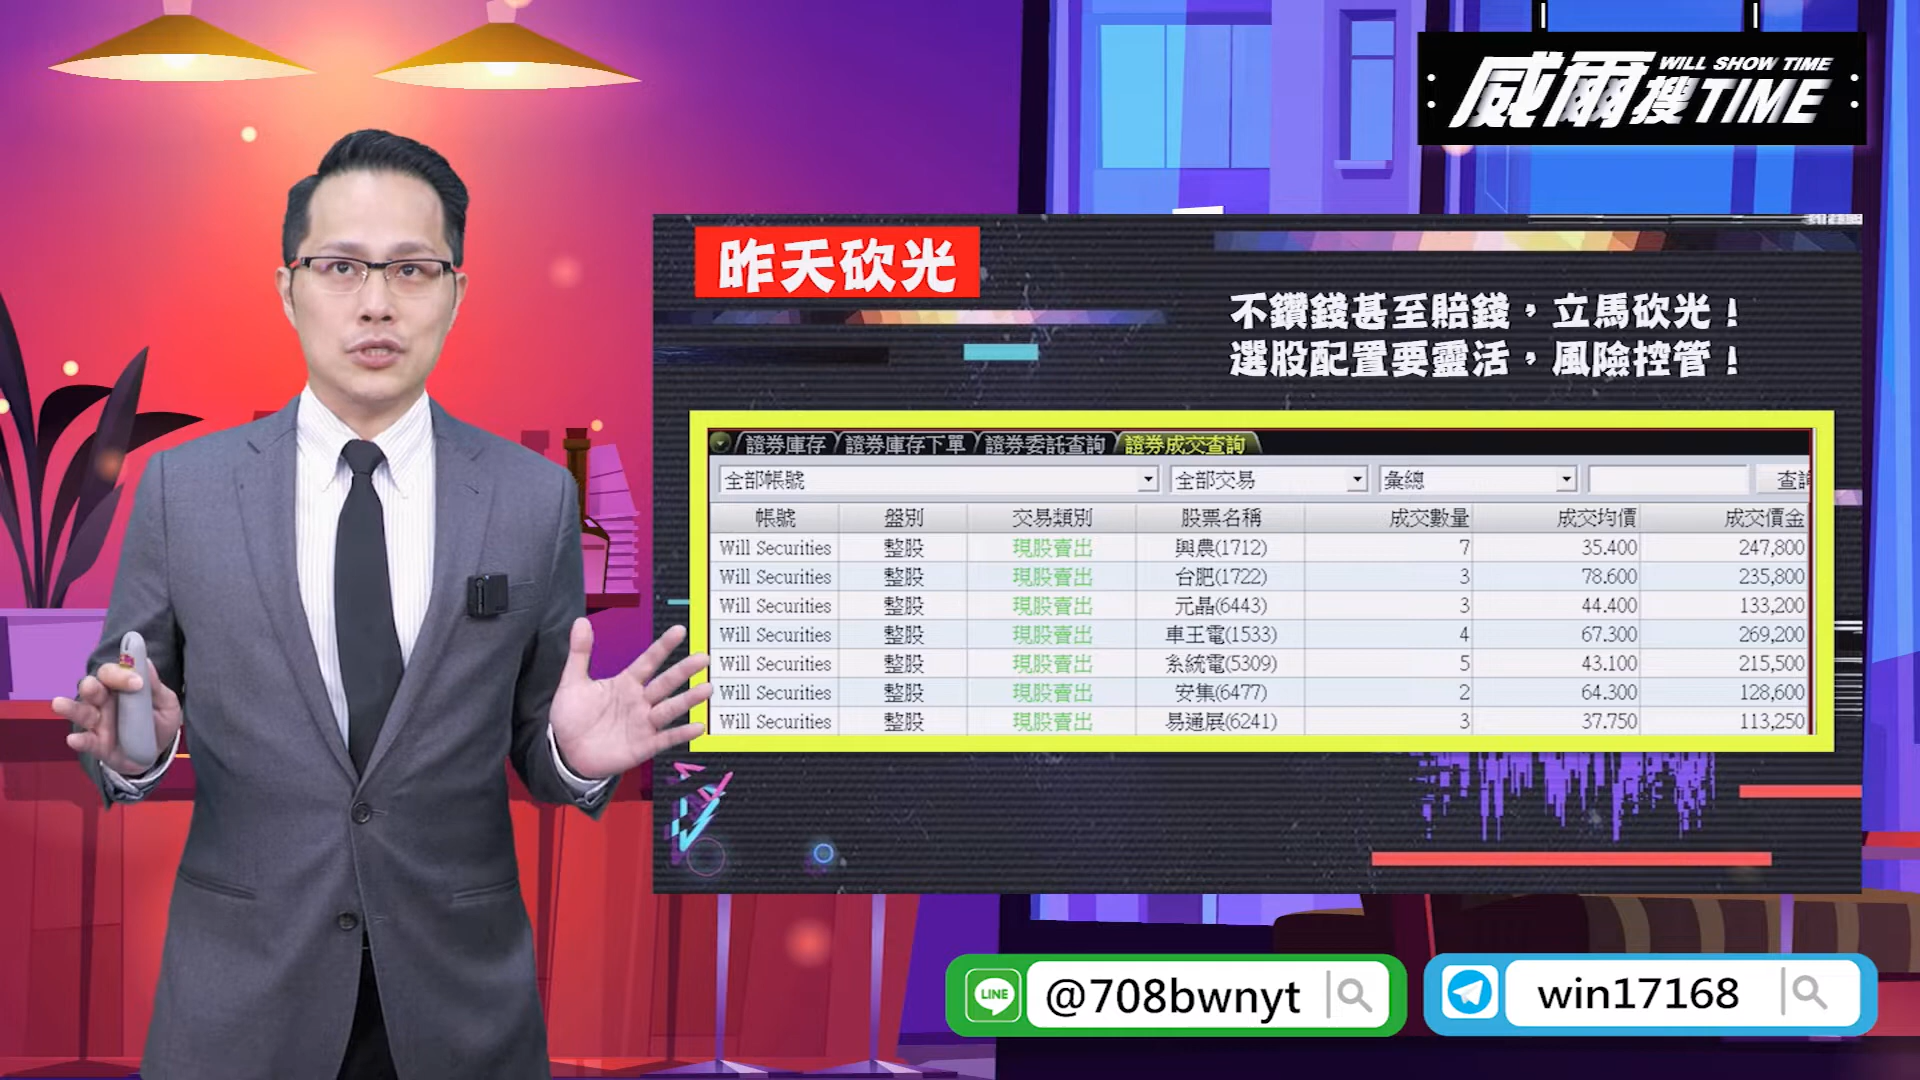 威爾搜TIME
WILL SHOW TIME
昨天砍光
不鑽錢甚至賠錢，立馬砍光！
選股配置要靈活，風險控管！
證券庫存 證券庫存下單 證券委託查詢 證券成交查詢
全部帳號 全部交易 彙總 查詢
帳號 盤別 交易類別 股票名稱 成交數量 成交均價 成交價金
Will Securities 整股 現股賣出 興農(1712) 7 35.400 247,800
Will Securities 整股 現股賣出 台肥(1722) 3 78.600 235,800
Will Securities 整股 現股賣出 元晶(6443) 3 44.400 133,200
Will Securities 整股 現股賣出 車王電(1533) 4 67.300 269,200
Will Securities 整股 現股賣出 系統電(5309) 5 43.100 215,500
Will Securities 整股 現股賣出 安集(6477) 2 64.300 128,600
Will Securities 整股 現股賣出 易通展(6241) 3 37.750 113,250
LINE @708bwnyt
win17168